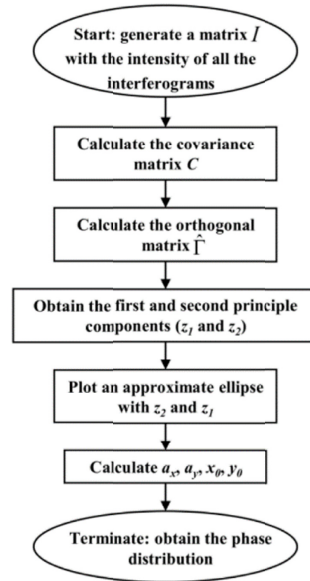 Start: generate a matrix I
with the intensity of all the
interferograms
Calculate the covariance
matrix C
Calculate the orthogonal
matrix Γ̂
Obtain the first and second principle
components (z₁ and z₂)
Plot an approximate ellipse
with z₂ and z₁
Calculate aₓ, a_y, x₀, y₀
Terminate: obtain the phase
distribution